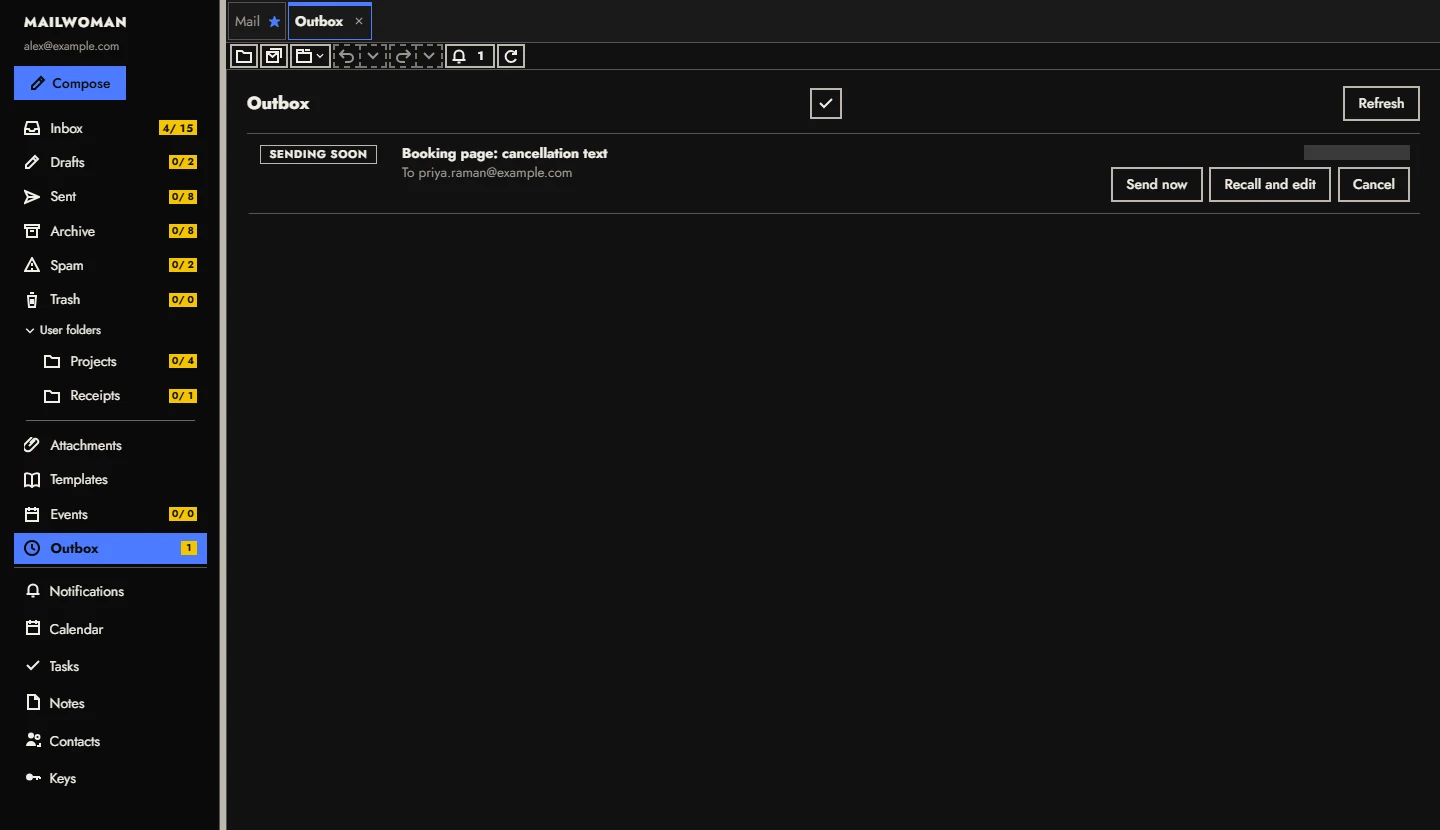 MAILWOMAN
alex@example.com
Compose
Inbox 4/ 15
Drafts 0/ 2
Sent 0/ 8
Archive 0/ 8
Spam 0/ 2
Trash 0/ 0
User folders
Projects 0/ 4
Receipts 0/ 1
Attachments
Templates
Events 0/ 0
Outbox 1
Notifications
Calendar
Tasks
Notes
Contacts
Keys
Mail Outbox ×
1
Outbox Refresh
SENDING SOON Booking page: cancellation text
To priya.raman@example.com
Send now Recall and edit Cancel